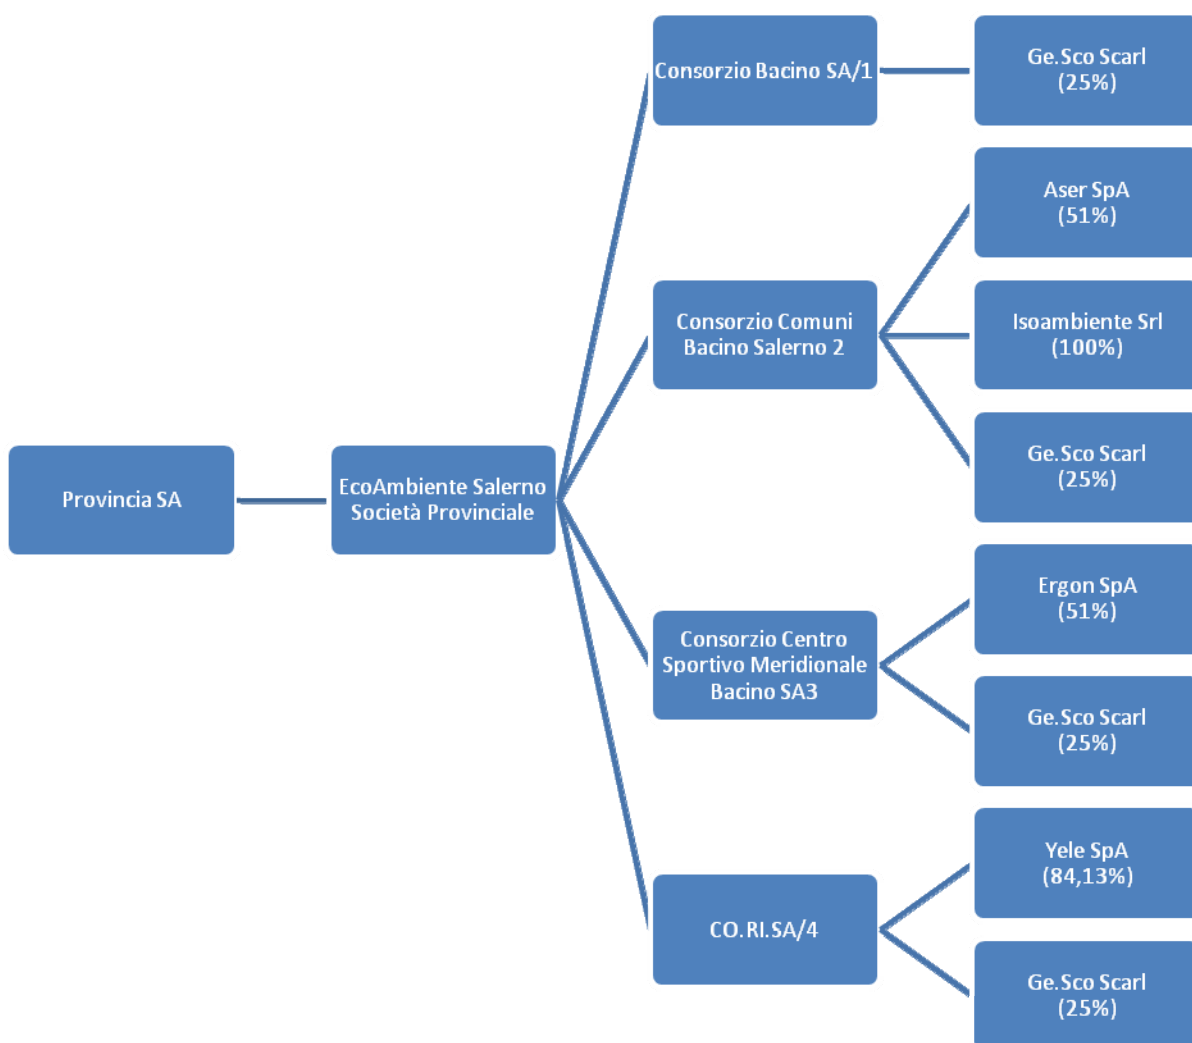 Provincia SA
EcoAmbiente Salerno
Società Provinciale
Consorzio Bacino SA/1
Ge.Sco Scarl
(25%)
Consorzio Comuni
Bacino Salerno 2
Aser SpA
(51%)
Isoambiente Srl
(100%)
Ge.Sco Scarl
(25%)
Consorzio Centro
Sportivo Meridionale
Bacino SA3
Ergon SpA
(51%)
Ge.Sco Scarl
(25%)
CO.RI.SA/4
Yele SpA
(84,13%)
Ge.Sco Scarl
(25%)